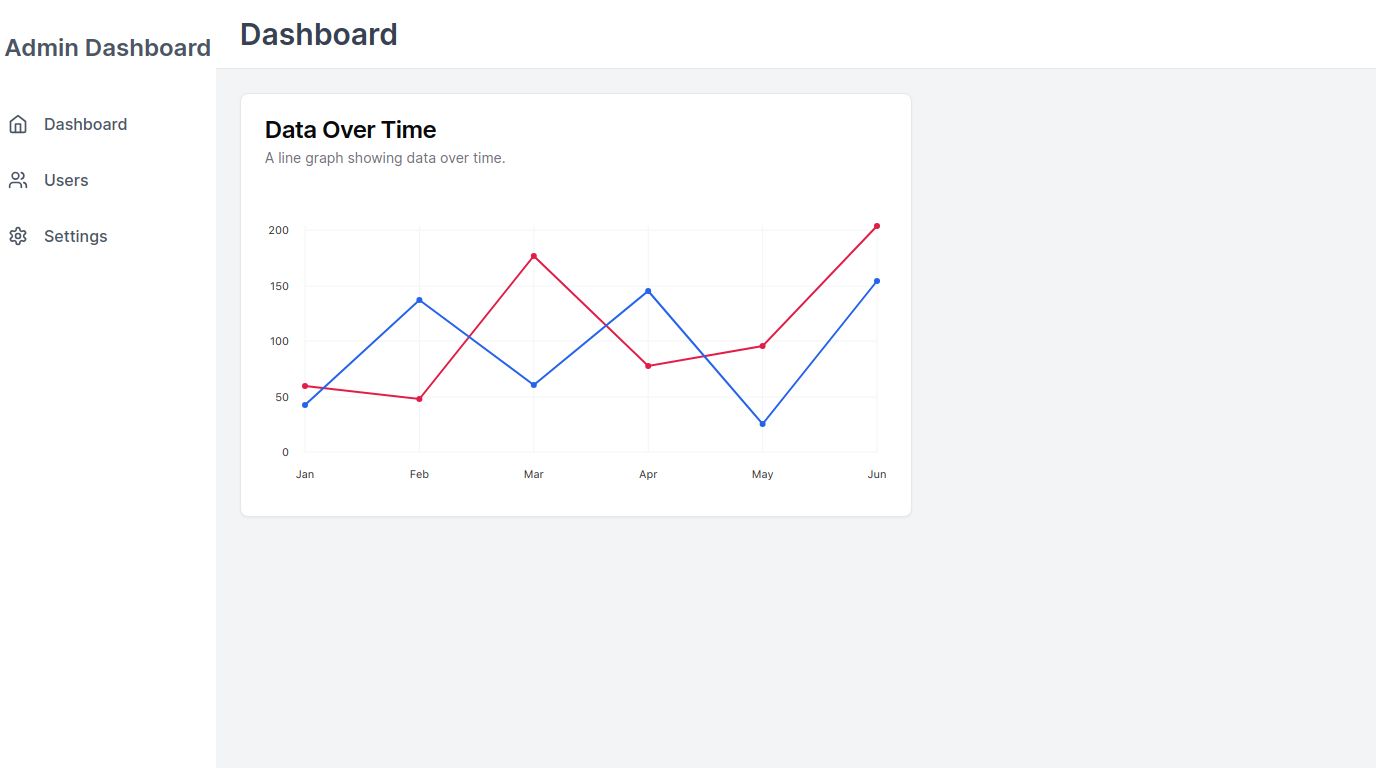 Admin Dashboard
Dashboard
Users
Settings
Dashboard
Data Over Time
A line graph showing data over time.
200
150
100
50
0
Jan Feb Mar Apr May Jun